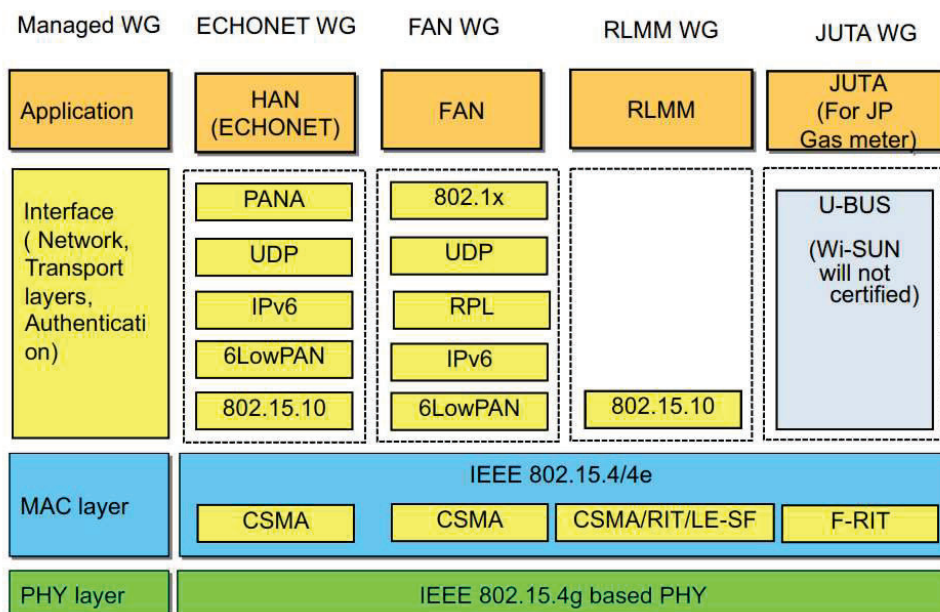 Managed WG
ECHONET WG
FAN WG
RLMM WG
JUTA WG
Application
HAN
(ECHONET)
FAN
RLMM
JUTA
(For JP
Gas meter)
Interface
( Network,
Transport
layers,
Authenticati
on)
PANA
UDP
IPv6
6LowPAN
802.15.10
802.1x
UDP
RPL
IPv6
6LowPAN
802.15.10
U-BUS
(Wi-SUN
will not
certified)
MAC layer
IEEE 802.15.4/4e
CSMA
CSMA
CSMA/RIT/LE-SF
F-RIT
PHY layer
IEEE 802.15.4g based PHY